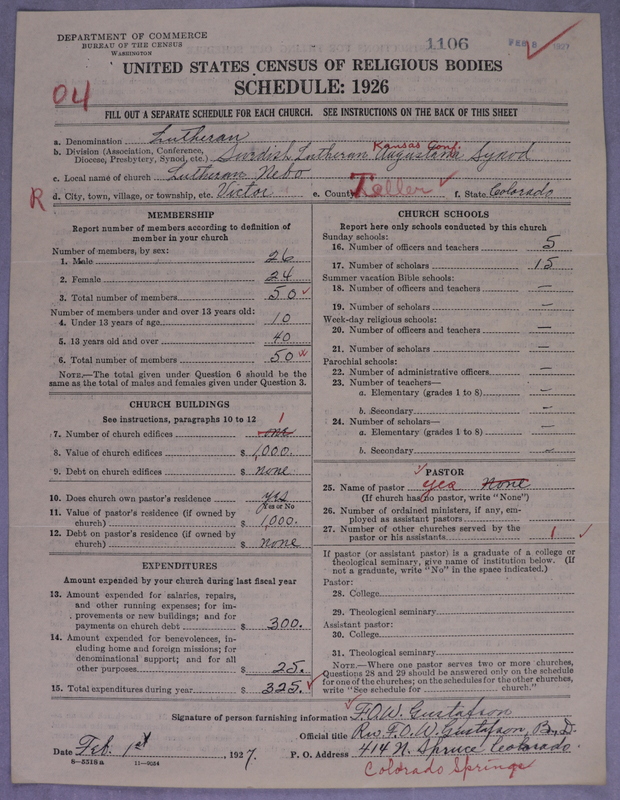 DEPARTMENT OF COMMERCE
BUREAU OF THE CENSUS
WASHINGTON
1106
FEB 8 1927
UNITED STATES CENSUS OF RELIGIOUS BODIES
04
SCHEDULE: 1926
FILL OUT A SEPARATE SCHEDULE FOR EACH CHURCH. SEE INSTRUCTIONS ON THE BACK OF THIS SHEET
a. Denomination Lutheran
b. Division (Association, Conference, Diocese, Presbytery, Synod, etc.) Swedish Lutheran Augustana Synod
Kansas Conf.
c. Local name of church Lutheran Nebo
R
d. City, town, village, or township, etc. Victor e. County Teller f. State Colorado
MEMBERSHIP
Report number of members according to definition of
member in your church
Number of members, by sex:
1. Male 26
2. Female 24
3. Total number of members 50
Number of members under and over 13 years old:
4. Under 13 years of age 10
5. 13 years old and over 40
6. Total number of members 50
NOTE.—The total given under Question 6 should be the
same as the total of males and females given under Question 3.
CHURCH BUILDINGS
See instructions, paragraphs 10 to 12
1
7. Number of church edifices one
8. Value of church edifices $ 1,000.
9. Debt on church edifices $ none
10. Does church own pastor's residence yes
Yes or No
11. Value of pastor's residence (if owned by
church) $ 1,000.
12. Debt on pastor's residence (if owned by
church) $ none
EXPENDITURES
Amount expended by your church during last fiscal year
13. Amount expended for salaries, repairs,
and other running expenses; for im-
provements or new buildings; and for
payments on church debt $ 300.
14. Amount expended for benevolences, in-
cluding home and foreign missions; for
denominational support; and for all
other purposes $ 25.
15. Total expenditures during year $ 325.
CHURCH SCHOOLS
Report here only schools conducted by this church
Sunday schools:
16. Number of officers and teachers 5
17. Number of scholars 15
Summer vacation Bible schools:
18. Number of officers and teachers —
19. Number of scholars —
Week-day religious schools:
20. Number of officers and teachers —
21. Number of scholars —
Parochial schools:
22. Number of administrative officers —
23. Number of teachers—
a. Elementary (grades 1 to 8) —
b. Secondary —
24. Number of scholars—
a. Elementary (grades 1 to 8) —
b. Secondary —
PASTOR
25. Name of pastor yes None
(If church has no pastor, write "None")
26. Number of ordained ministers, if any, em-
ployed as assistant pastors
27. Number of other churches served by the
pastor or his assistants 1
If pastor (or assistant pastor) is a graduate of a college or
theological seminary, give name of institution below. (If
not a graduate, write "No" in the space indicated.)
Pastor:
28. College
29. Theological seminary
Assistant pastor:
30. College
31. Theological seminary
NOTE.—Where one pastor serves two or more churches,
Questions 28 and 29 should be answered only on the schedule
for one of the churches; on the schedules for the other churches,
write "See schedule for church."
Signature of person furnishing information F.O.W. Gustafson
Official title Rev. F.O.W. Gustafson, B.D.
Date Feb. 1st, 1927. P. O. Address 414 N. Spruce Colorado.
8—5518a 11—9024
Colorado Springs